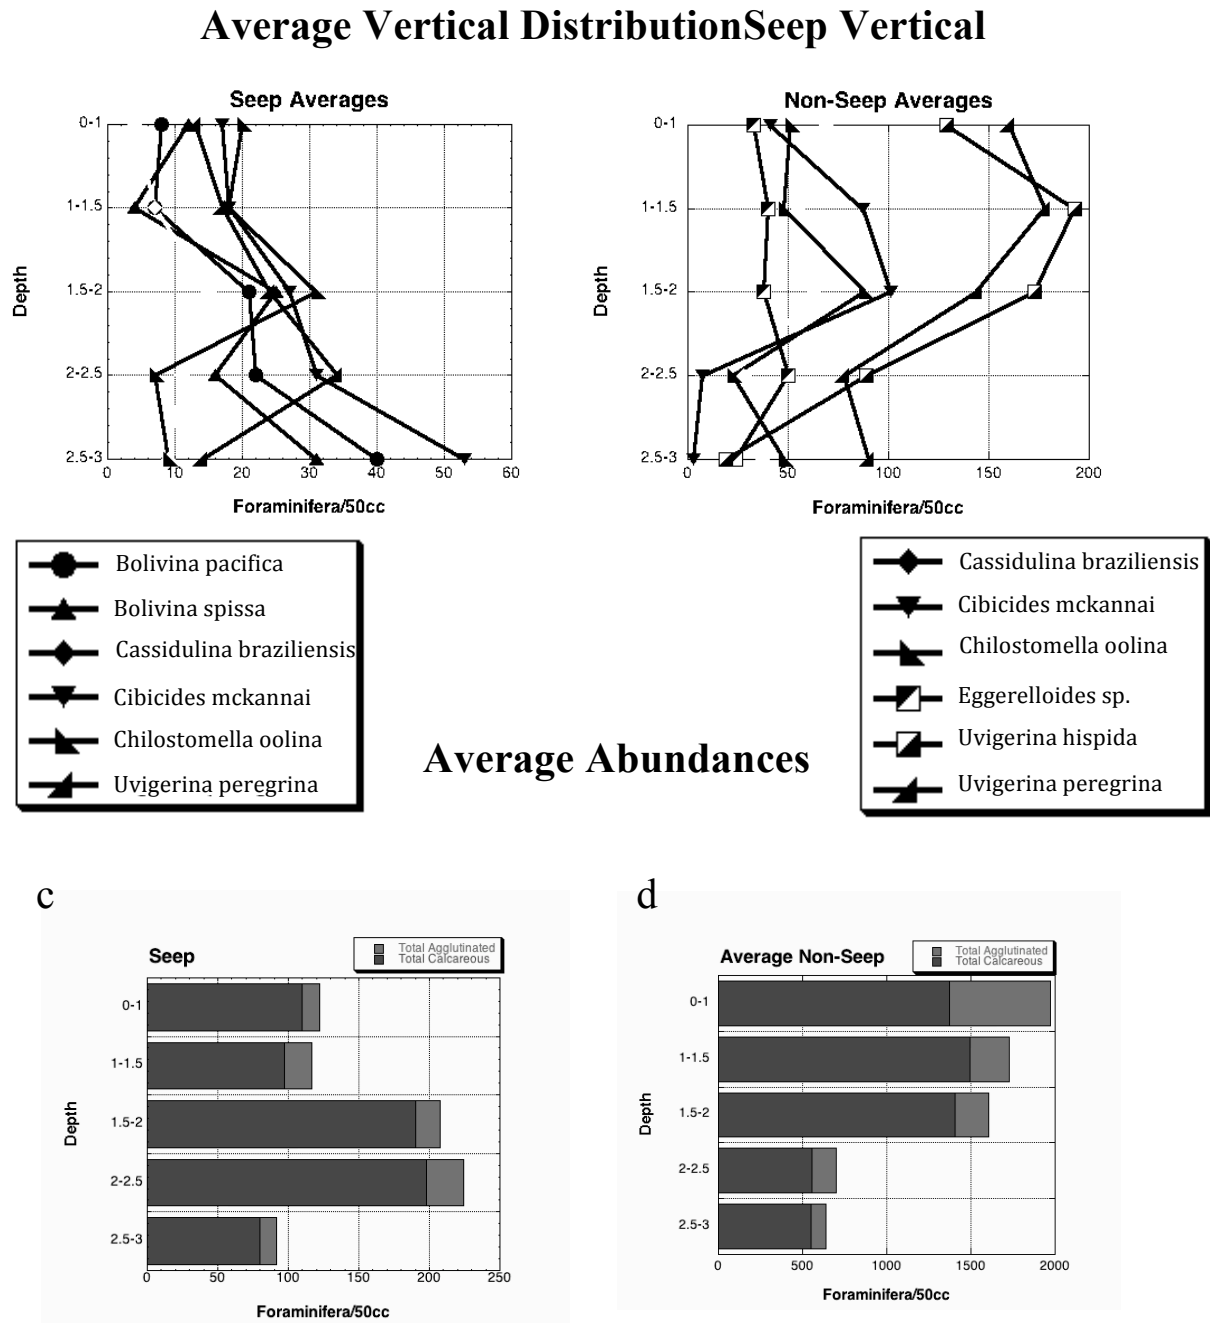 Average Vertical DistributionSeep Vertical
Seep Averages
0-1
1-1.5
1.5-2
2-2.5
2.5-3
Depth
0 10 20 30 40 50 60
Foraminifera/50cc
Non-Seep Averages
0-1
1-1.5
1.5-2
2-2.5
2.5-3
Depth
0 50 100 150 200
Foraminifera/50cc
Bolivina pacifica
Bolivina spissa
Cassidulina braziliensis
Cibicides mckannai
Chilostomella oolina
Uvigerina peregrina
Cassidulina braziliensis
Cibicides mckannai
Chilostomella oolina
Eggerelloides sp.
Uvigerina hispida
Uvigerina peregrina
Average Abundances
c
Seep
Total Agglutinated
Total Calcareous
0-1
1-1.5
1.5-2
2-2.5
2.5-3
Depth
0 50 100 150 200 250
Foraminifera/50cc
d
Average Non-Seep
Total Agglutinated
Total Calcareous
0-1
1-1.5
1.5-2
2-2.5
2.5-3
Depth
0 500 1000 1500 2000
Foraminifera/50cc